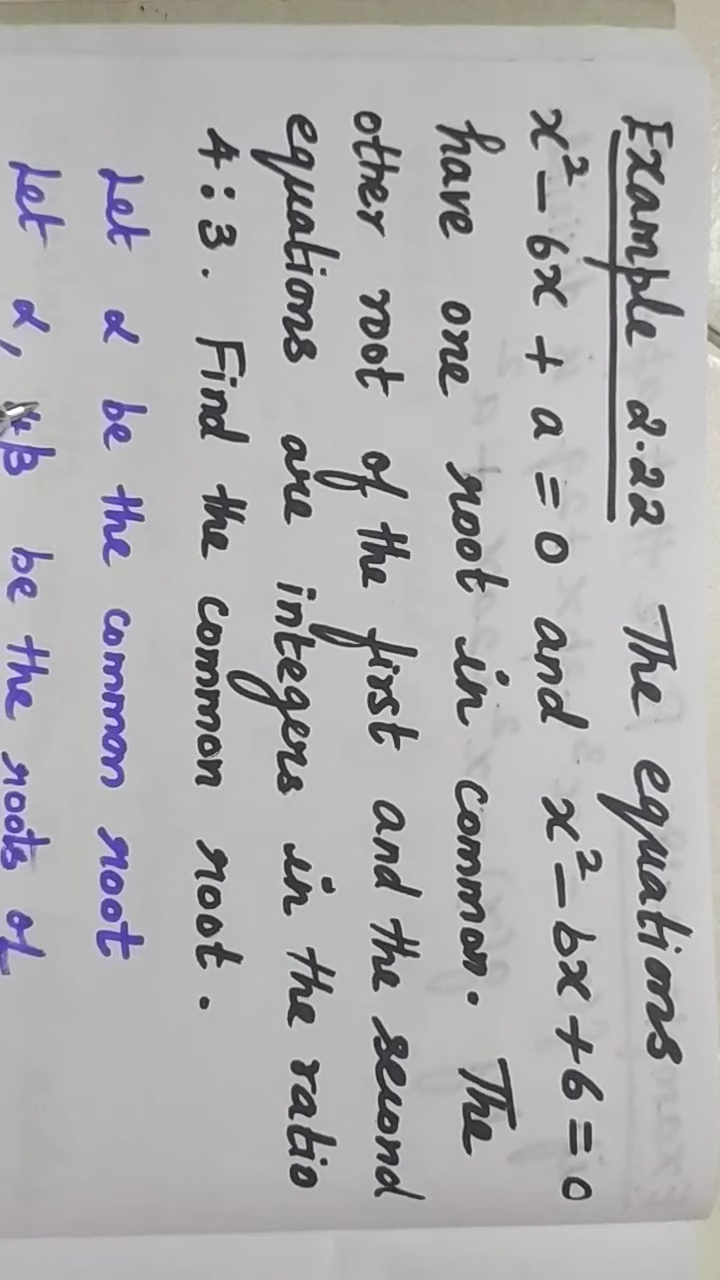 Example 2.22 The equations
x² - 6x + a = 0 and x² - bx + 6 = 0
have one root in common. The
other root of the first and the second
equations are integers in the ratio
4 : 3. Find the common root.
Let α be the common root
Let α, 4β be the roots of